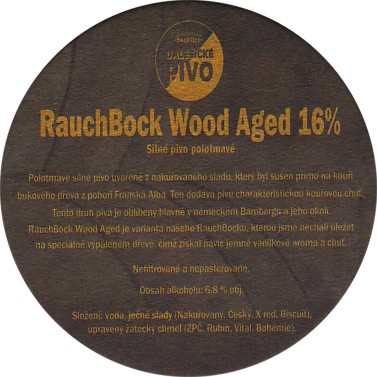 DALEŠICKÉ
PIVO
RauchBock Wood Aged 16%
Silné pivo polotmavé
Polotmavé silné pivo uvařené z nakuřovaného sladu, který byl sušen přímo na kouři
bukového dřeva z pohoří Franská Alba. Ten dodává pivu charakteristickou kouřovou chuť.
Tento druh piva je oblíbený hlavně v německém Bambergu a jeho okolí.
RauchBock Wood Aged je varianta našeho RauchBocku, kterou jsme nechali uležet
na speciálně vypáleném dřevě, čímž získal navíc jemné vanilkové aroma a chuť.
Nefiltrované a nepasterované.
Obsah alkoholu: 6,8 % obj.
Složení: voda, ječné slady (Nakuřovaný, Český, X red, Biscuit),
upravený žatecký chmel (ŽPČ, Rubín, Vital, Bohemie).